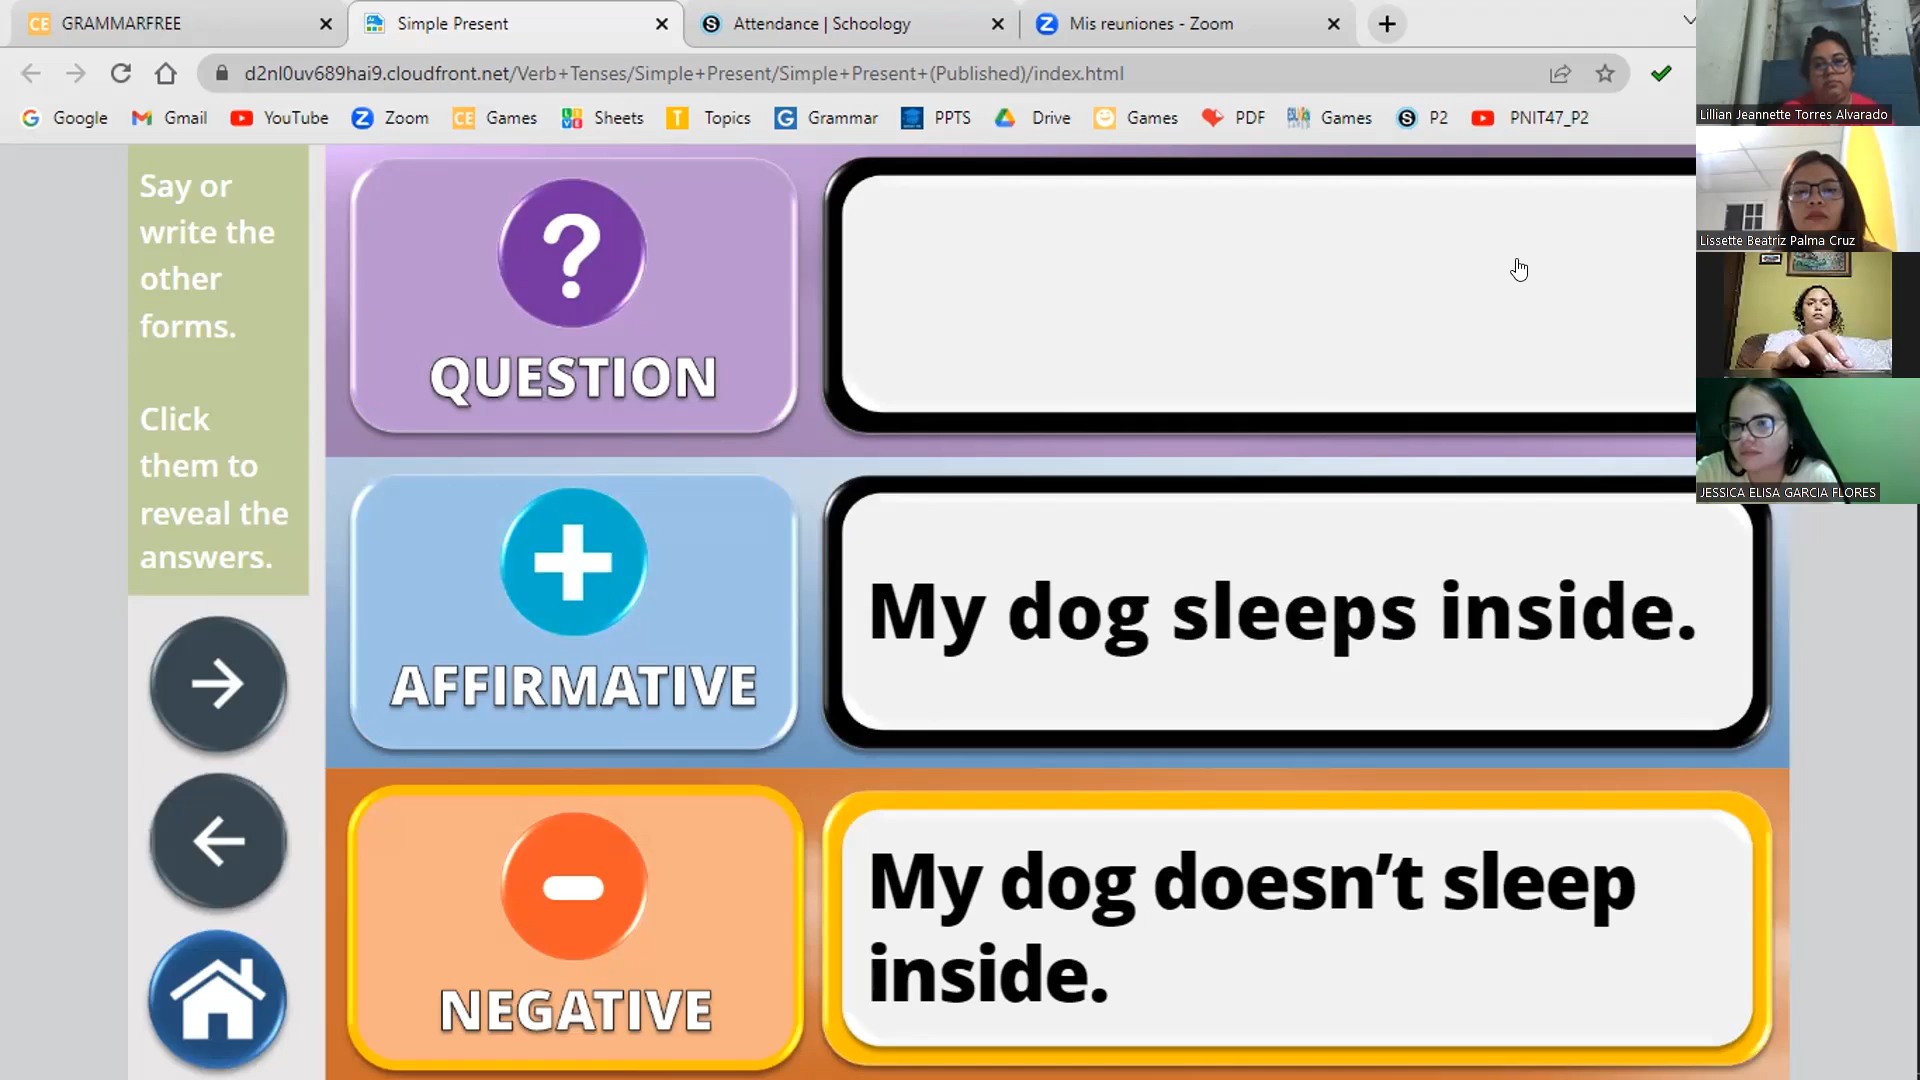 GRAMMARFREE
Simple Present
Attendance | Schoology
Mis reuniones - Zoom
d2nl0uv689hai9.cloudfront.net/Verb+Tenses/Simple+Present/Simple+Present+(Published)/index.html
Google Gmail YouTube Zoom Games Sheets Topics Grammar PPTS Drive Games PDF Games P2 PNIT47_P2
Say or
write the
other
forms.
Click
them to
reveal the
answers.
?
QUESTION
AFFIRMATIVE
My dog sleeps inside.
NEGATIVE
My dog doesn’t sleep
inside.
Lillian Jeannette Torres Alvarado
Lissette Beatriz Palma Cruz
JESSICA ELISA GARCIA FLORES